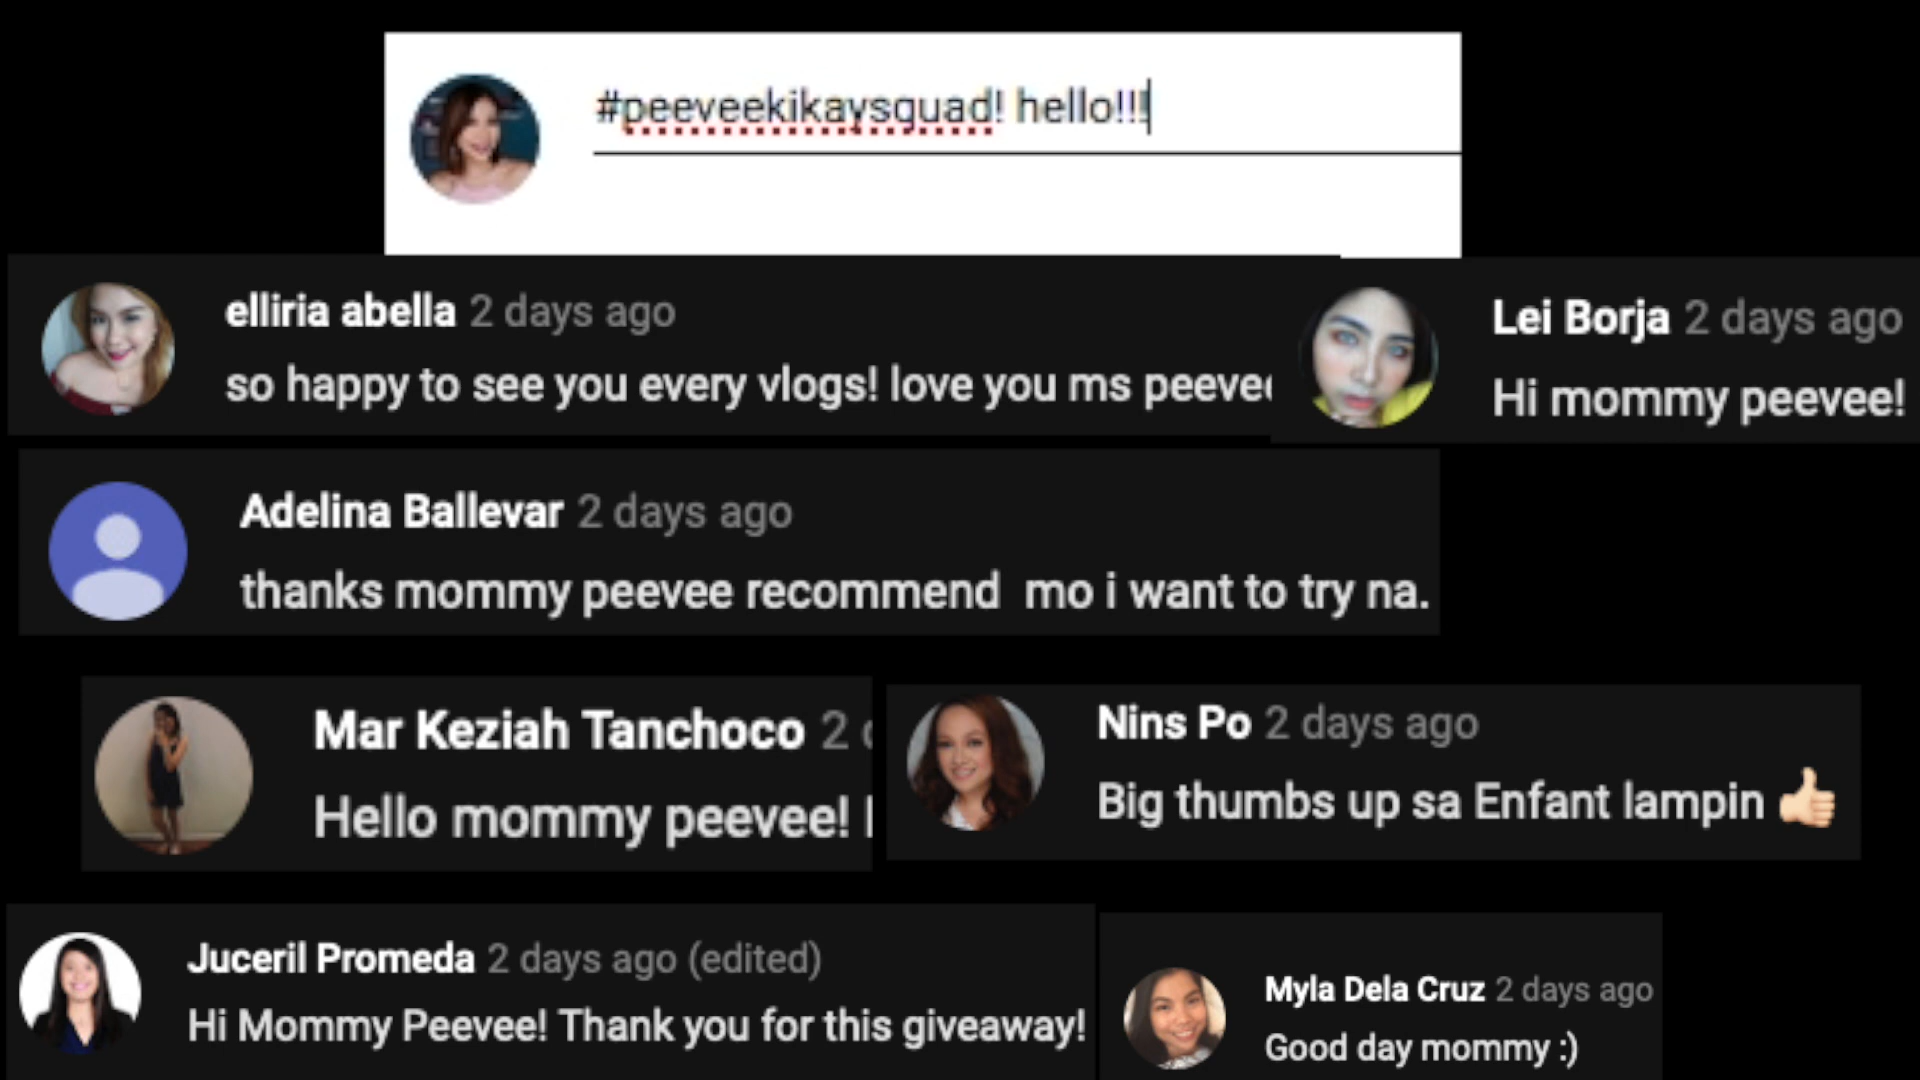 #peeveekikaysquad! hello!!!
elliria abella 2 days ago
so happy to see you every vlogs! love you ms peevee
Lei Borja 2 days ago
Hi mommy peevee!
Adelina Ballevar 2 days ago
thanks mommy peevee recommend  mo i want to try na.
Mar Keziah Tanchoco 2
Hello mommy peevee!
Nins Po 2 days ago
Big thumbs up sa Enfant lampin 👍🏻
Juceril Promeda 2 days ago (edited)
Hi Mommy Peevee! Thank you for this giveaway!
Myla Dela Cruz 2 days ago
Good day mommy :)